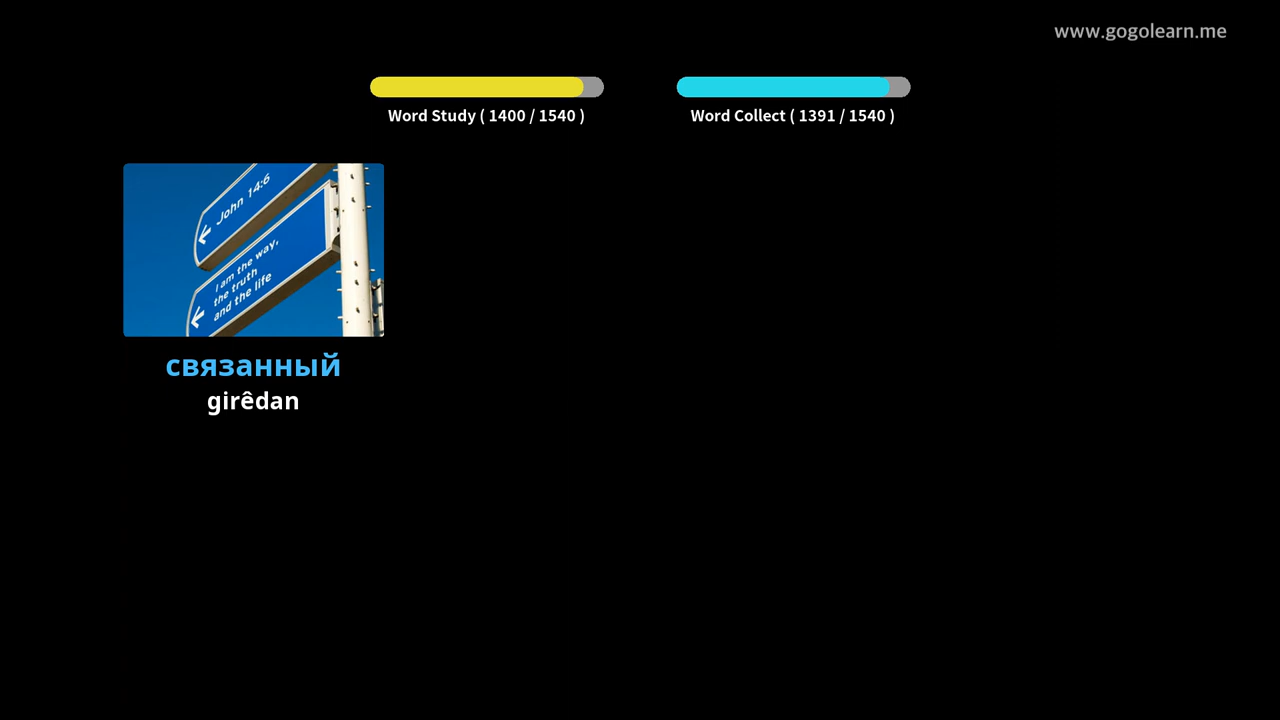 www.gogolearn.me
Word Study ( 1400 / 1540 )
Word Collect ( 1391 / 1540 )
John 14:6
I am the way,
the truth
and the life
связанный
girêdan